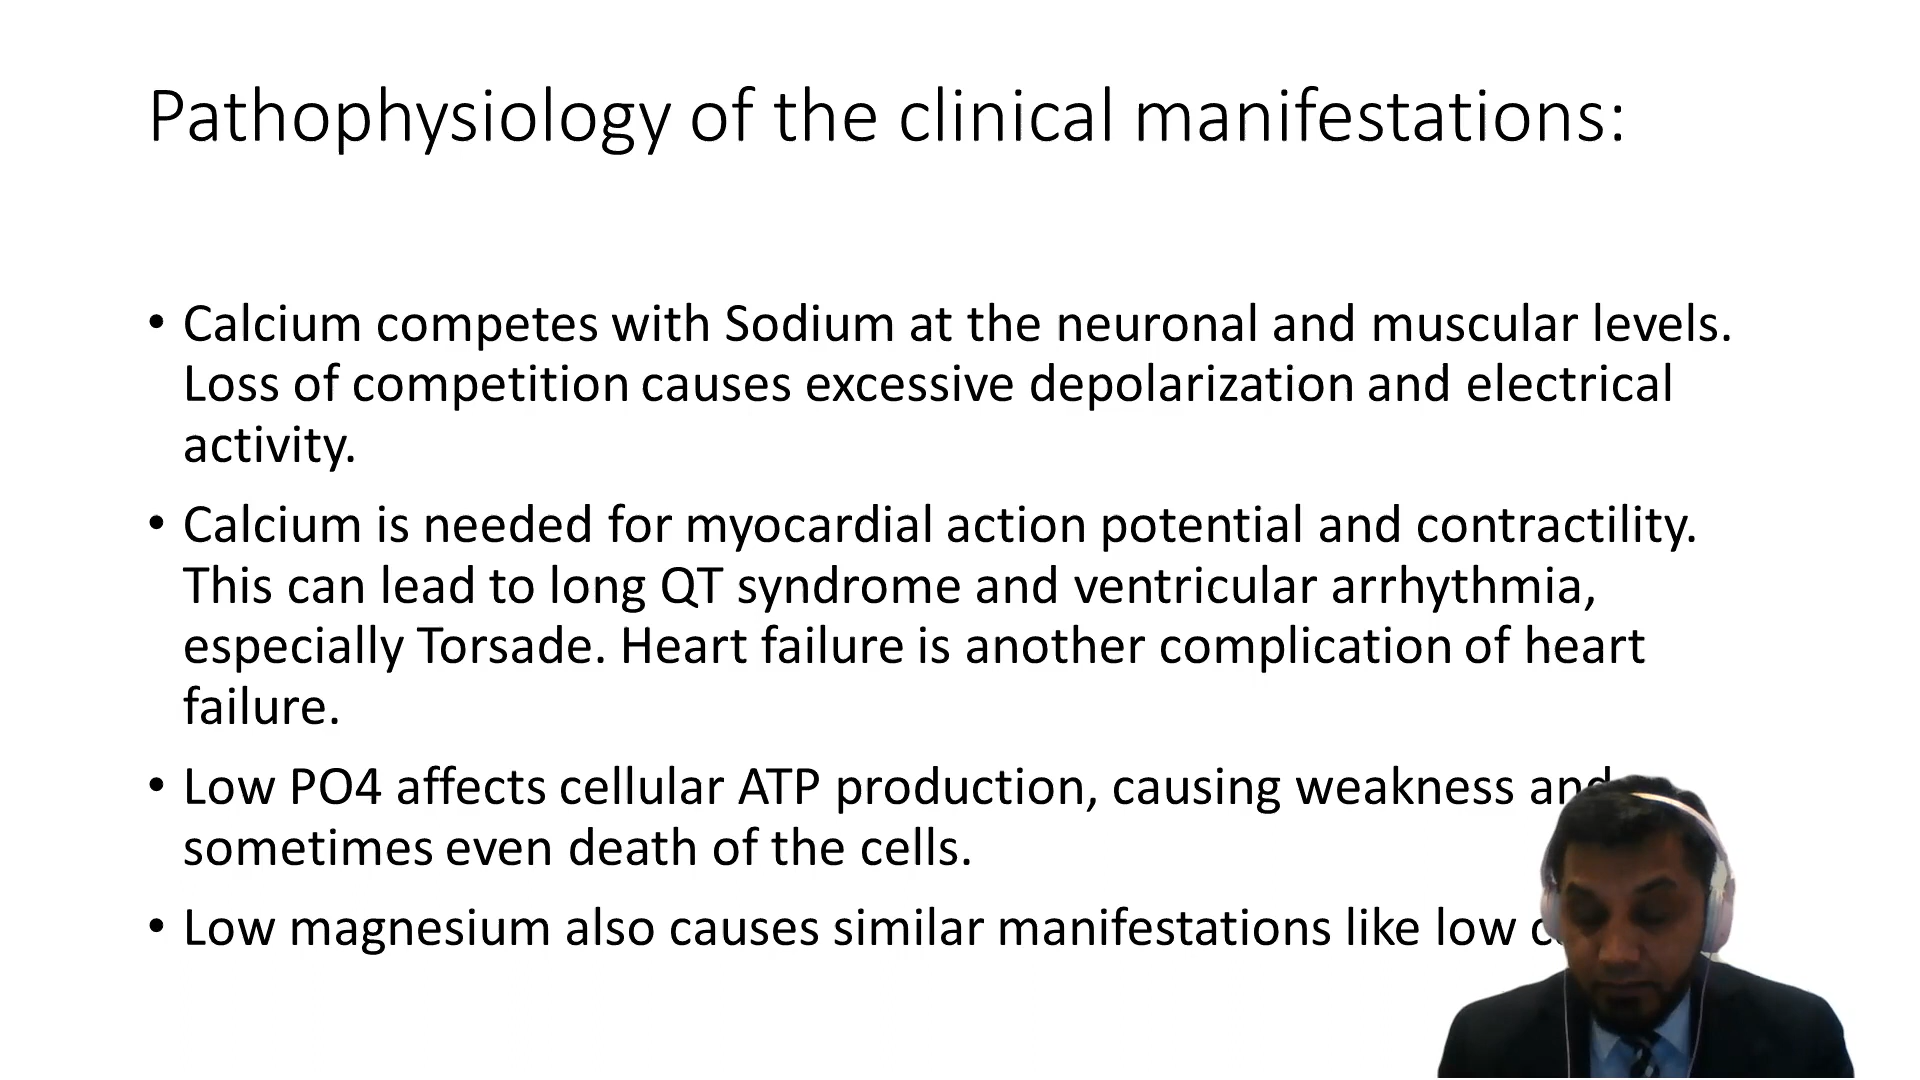 Pathophysiology of the clinical manifestations:
• Calcium competes with Sodium at the neuronal and muscular levels.
Loss of competition causes excessive depolarization and electrical
activity.
• Calcium is needed for myocardial action potential and contractility.
This can lead to long QT syndrome and ventricular arrhythmia,
especially Torsade. Heart failure is another complication of heart
failure.
• Low PO4 affects cellular ATP production, causing weakness and
sometimes even death of the cells.
• Low magnesium also causes similar manifestations like low